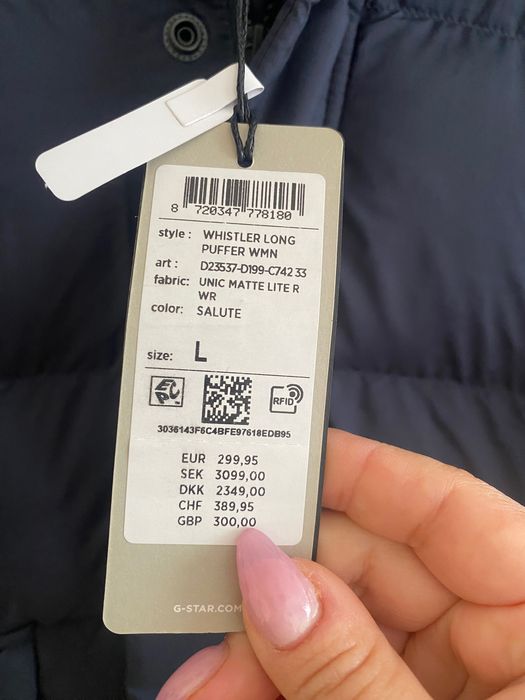 8 720347 778180
style : WHISTLER LONG
PUFFER WMN
art : D23537-D199-C742 33
fabric: UNIC MATTE LITE R
WR
color: SALUTE
size: L
EPC
RFID
3036143F6C4BFE97618EDB95
EUR 299,95
SEK 3099,00
DKK 2349,00
CHF 389,95
GBP 300,00
G-STAR.COM